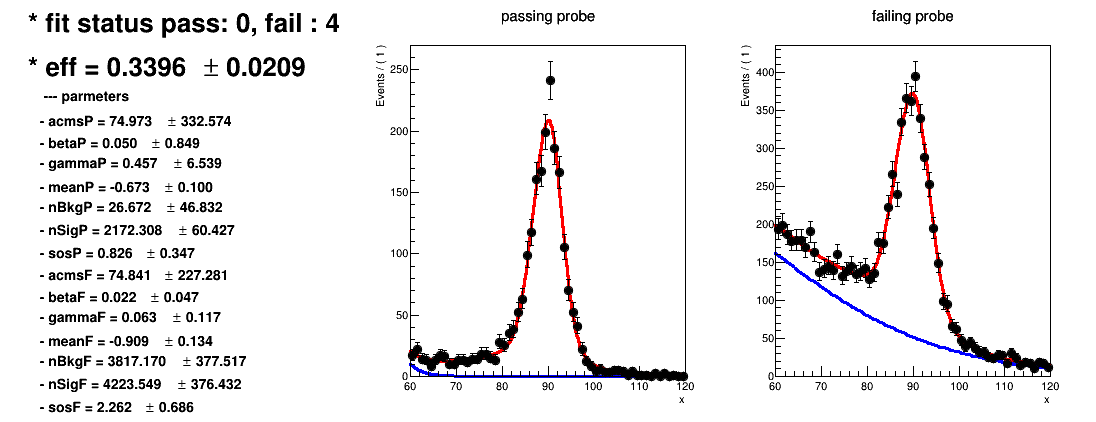 * fit status pass: 0, fail : 4
* eff = 0.3396 ± 0.0209
--- parmeters
- acmsP = 74.973 ± 332.574
- betaP = 0.050 ± 0.849
- gammaP = 0.457 ± 6.539
- meanP = -0.673 ± 0.100
- nBkgP = 26.672 ± 46.832
- nSigP = 2172.308 ± 60.427
- sosP = 0.826 ± 0.347
- acmsF = 74.841 ± 227.281
- betaF = 0.022 ± 0.047
- gammaF = 0.063 ± 0.117
- meanF = -0.909 ± 0.134
- nBkgF = 3817.170 ± 377.517
- nSigF = 4223.549 ± 376.432
- sosF = 2.262 ± 0.686
passing probe
Events / ( 1 )
250
200
150
100
50
0
60 70 80 90 100 110 120
x
failing probe
Events / ( 1 )
400
350
300
250
200
150
100
50
0
60 70 80 90 100 110 120
x